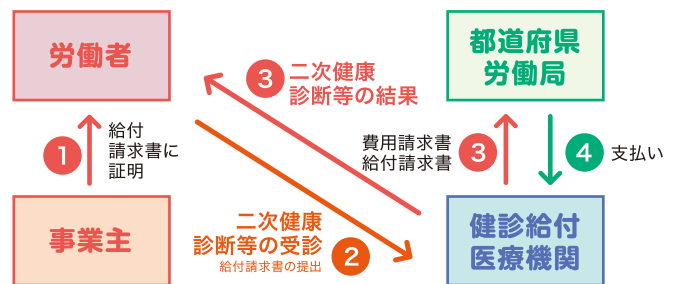 労働者
3
二次健康
診断等の結果
都道府県
労働局
1
給付
請求書に
証明
費用請求書
給付請求書
3
4
支払い
事業主
二次健康
診断等の受診
給付請求書の提出
2
健診給付
医療機関